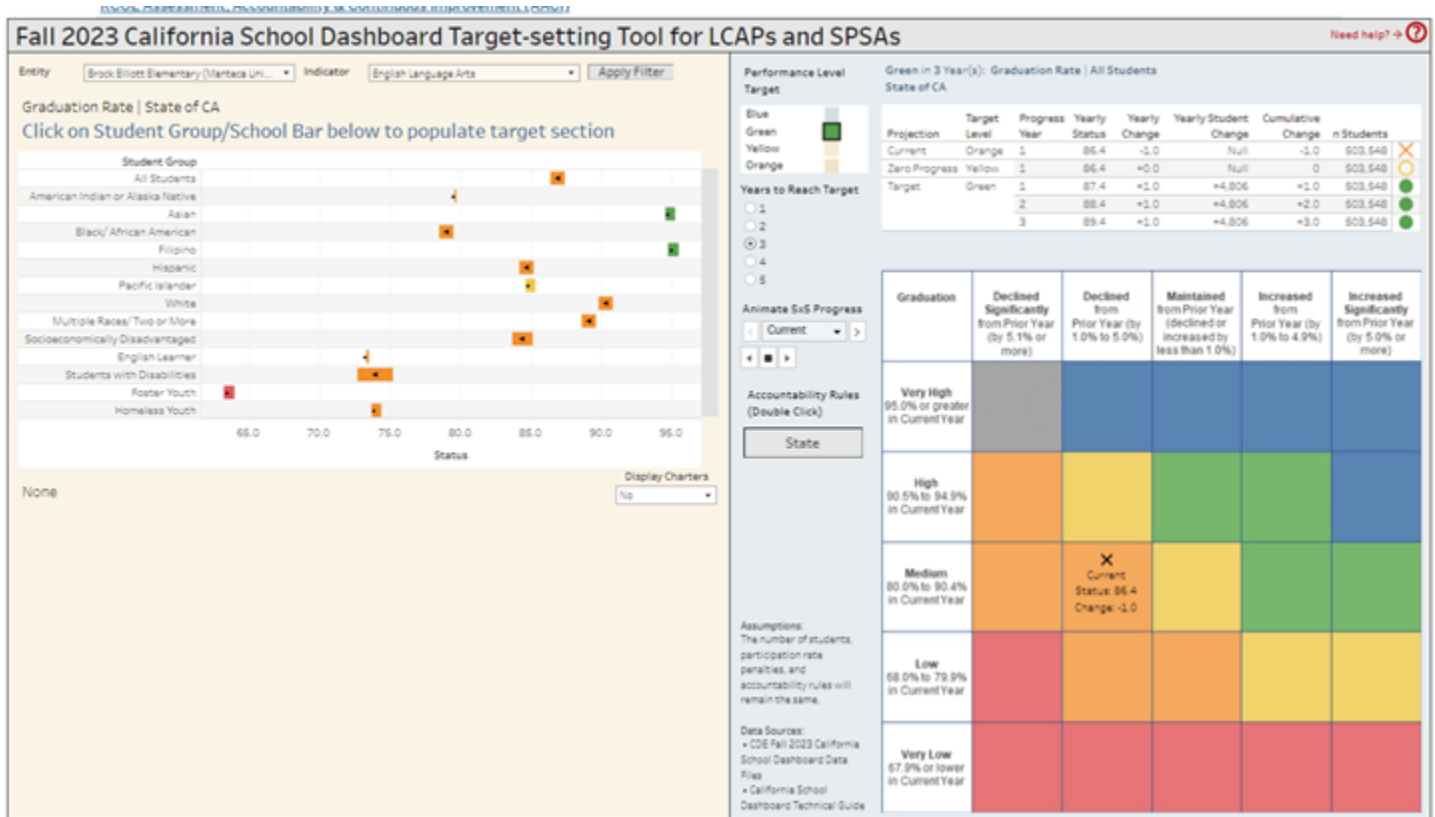 RCOE Assessment, Accountability & Continuous Improvement (AACI)
Fall 2023 California School Dashboard Target-setting Tool for LCAPs and SPSAs
Need help? → ?
Entity
Brock Elliott Elementary (Manteca Uni...
Indicator
English Language Arts
Apply Filter
Graduation Rate | State of CA
Click on Student Group/School Bar below to populate target section
Student Group
All Students
American Indian or Alaska Native
Asian
Black/ African American
Filipino
Hispanic
Pacific Islander
White
Multiple Races/ Two or More
Socioeconomically Disadvantaged
English Learner
Students with Disabilities
Foster Youth
Homeless Youth
65.0 70.0 75.0 80.0 85.0 90.0 95.0
Status
None
Display Charters
No
Performance Level
Target
Blue
Green
Yellow
Orange
Years to Reach Target
1
2
3
4
5
Animate 5x5 Progress
< Current >
Accountability Rules
(Double Click)
State
Assumptions:
The number of students,
participation rate
penalties, and
accountability rules will
remain the same.
Data Sources:
• CDE Fall 2023 California
School Dashboard Data
Files
• California School
Dashboard Technical Guide
Green in 3 Year(s): Graduation Rate | All Students
State of CA
Projection Target Level Progress Year Yearly Status Yearly Change Yearly Student Change Cumulative Change n Students
Current Orange 1 86.4 -1.0 Null -1.0 503,548
Zero Progress Yellow 1 86.4 +0.0 Null 0 503,548
Target Green 1 87.4 +1.0 +4,806 +1.0 503,548
2 88.4 +1.0 +4,806 +2.0 503,548
3 89.4 +1.0 +4,806 +3.0 503,548
Graduation
Declined
Significantly
from Prior Year
(by 5.1% or
more)
Declined
from
Prior Year (by
1.0% to 5.0%)
Maintained
from Prior Year
(declined or
increased by
less than 1.0%)
Increased
from
Prior Year (by
1.0% to 4.9%)
Increased
Significantly
from Prior Year
(by 5.0% or
more)
Very High
95.0% or greater
in Current Year
High
90.5% to 94.9%
in Current Year
Medium
80.0% to 90.4%
in Current Year
Current
Status: 86.4
Change: -1.0
Low
68.0% to 79.9%
in Current Year
Very Low
67.9% or lower
in Current Year